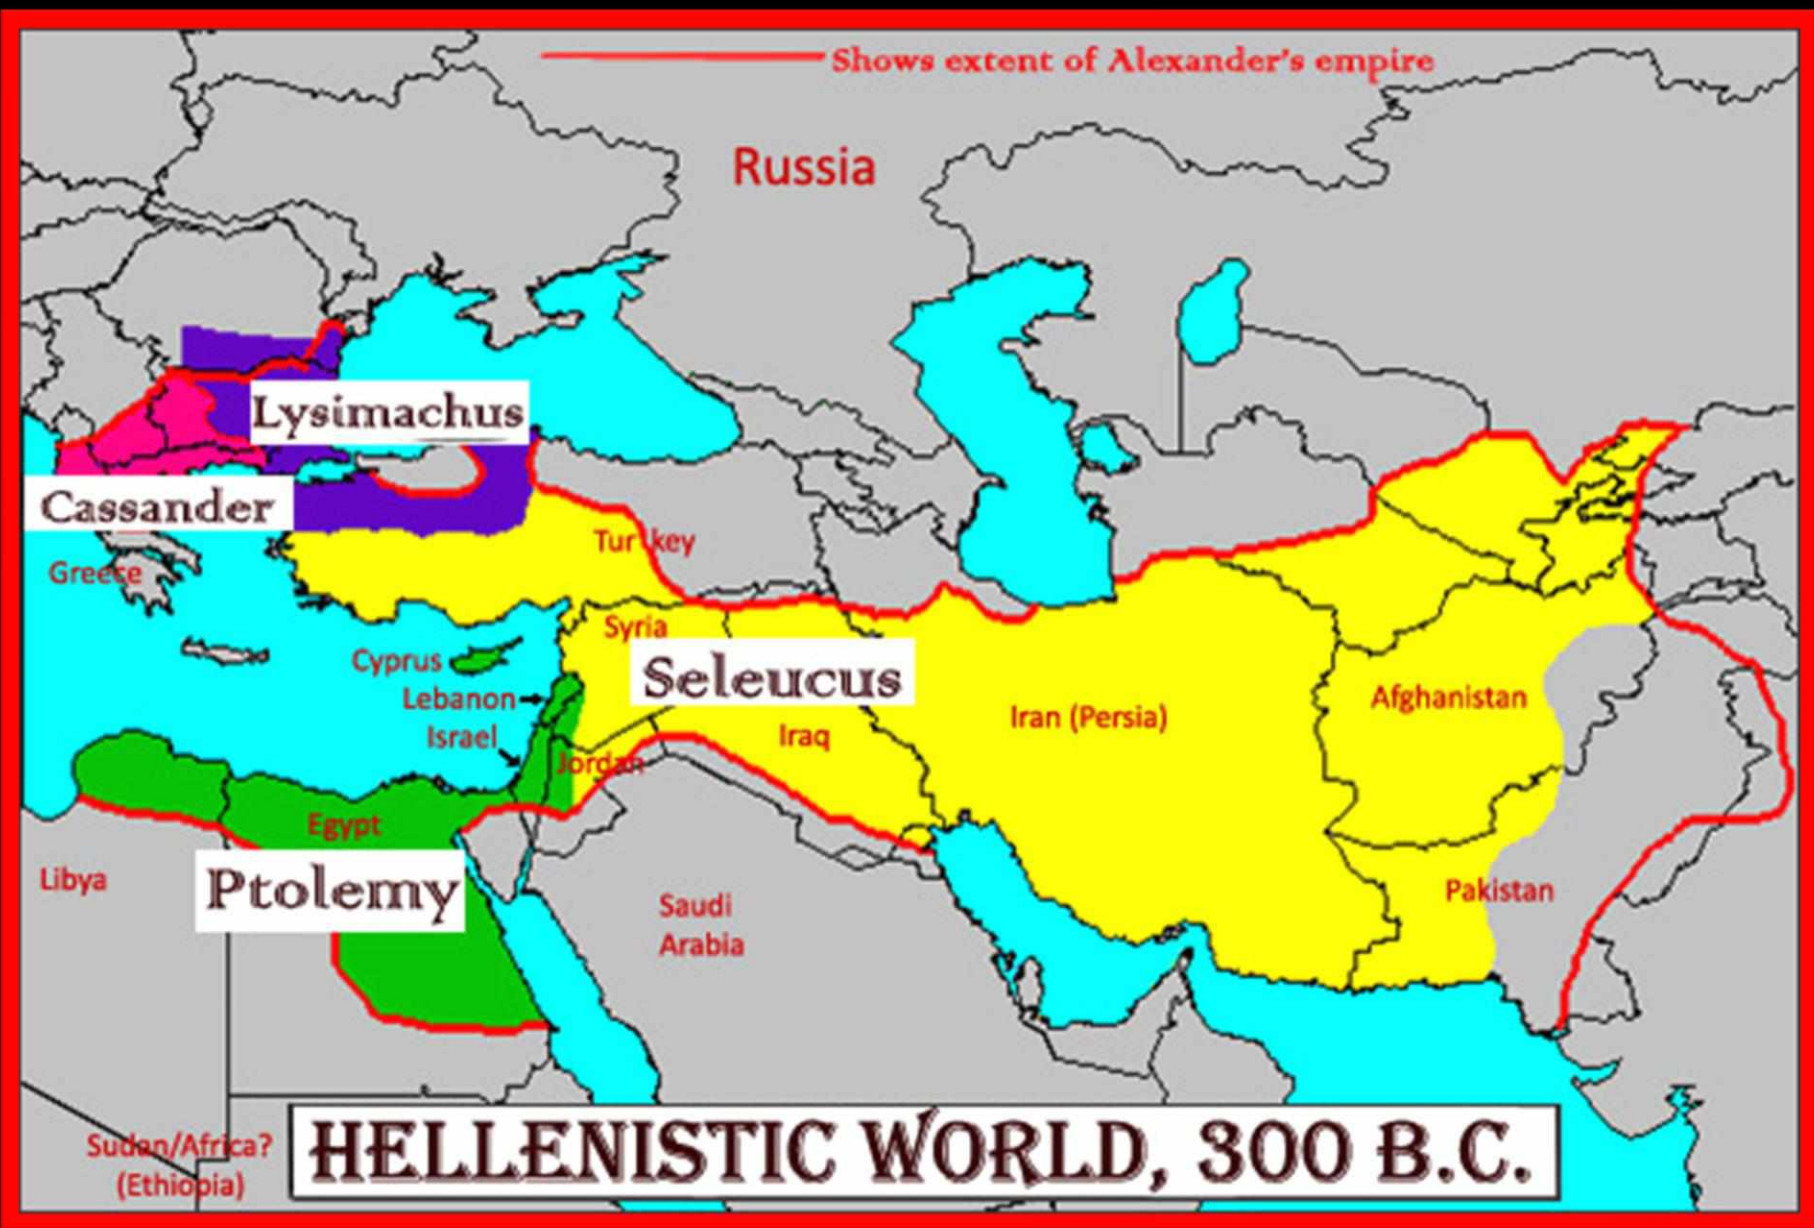 Shows extent of Alexander's empire
Russia
Lysimachus
Cassander
Turkey
Greece
Syria
Cyprus
Seleucus
Lebanon
Afghanistan
Iran (Persia)
Israel
Iraq
Jordan
Egypt
Libya
Ptolemy
Pakistan
Saudi
Arabia
HELLENISTIC WORLD, 300 B.C.
Sudan/Africa?
(Ethiopia)